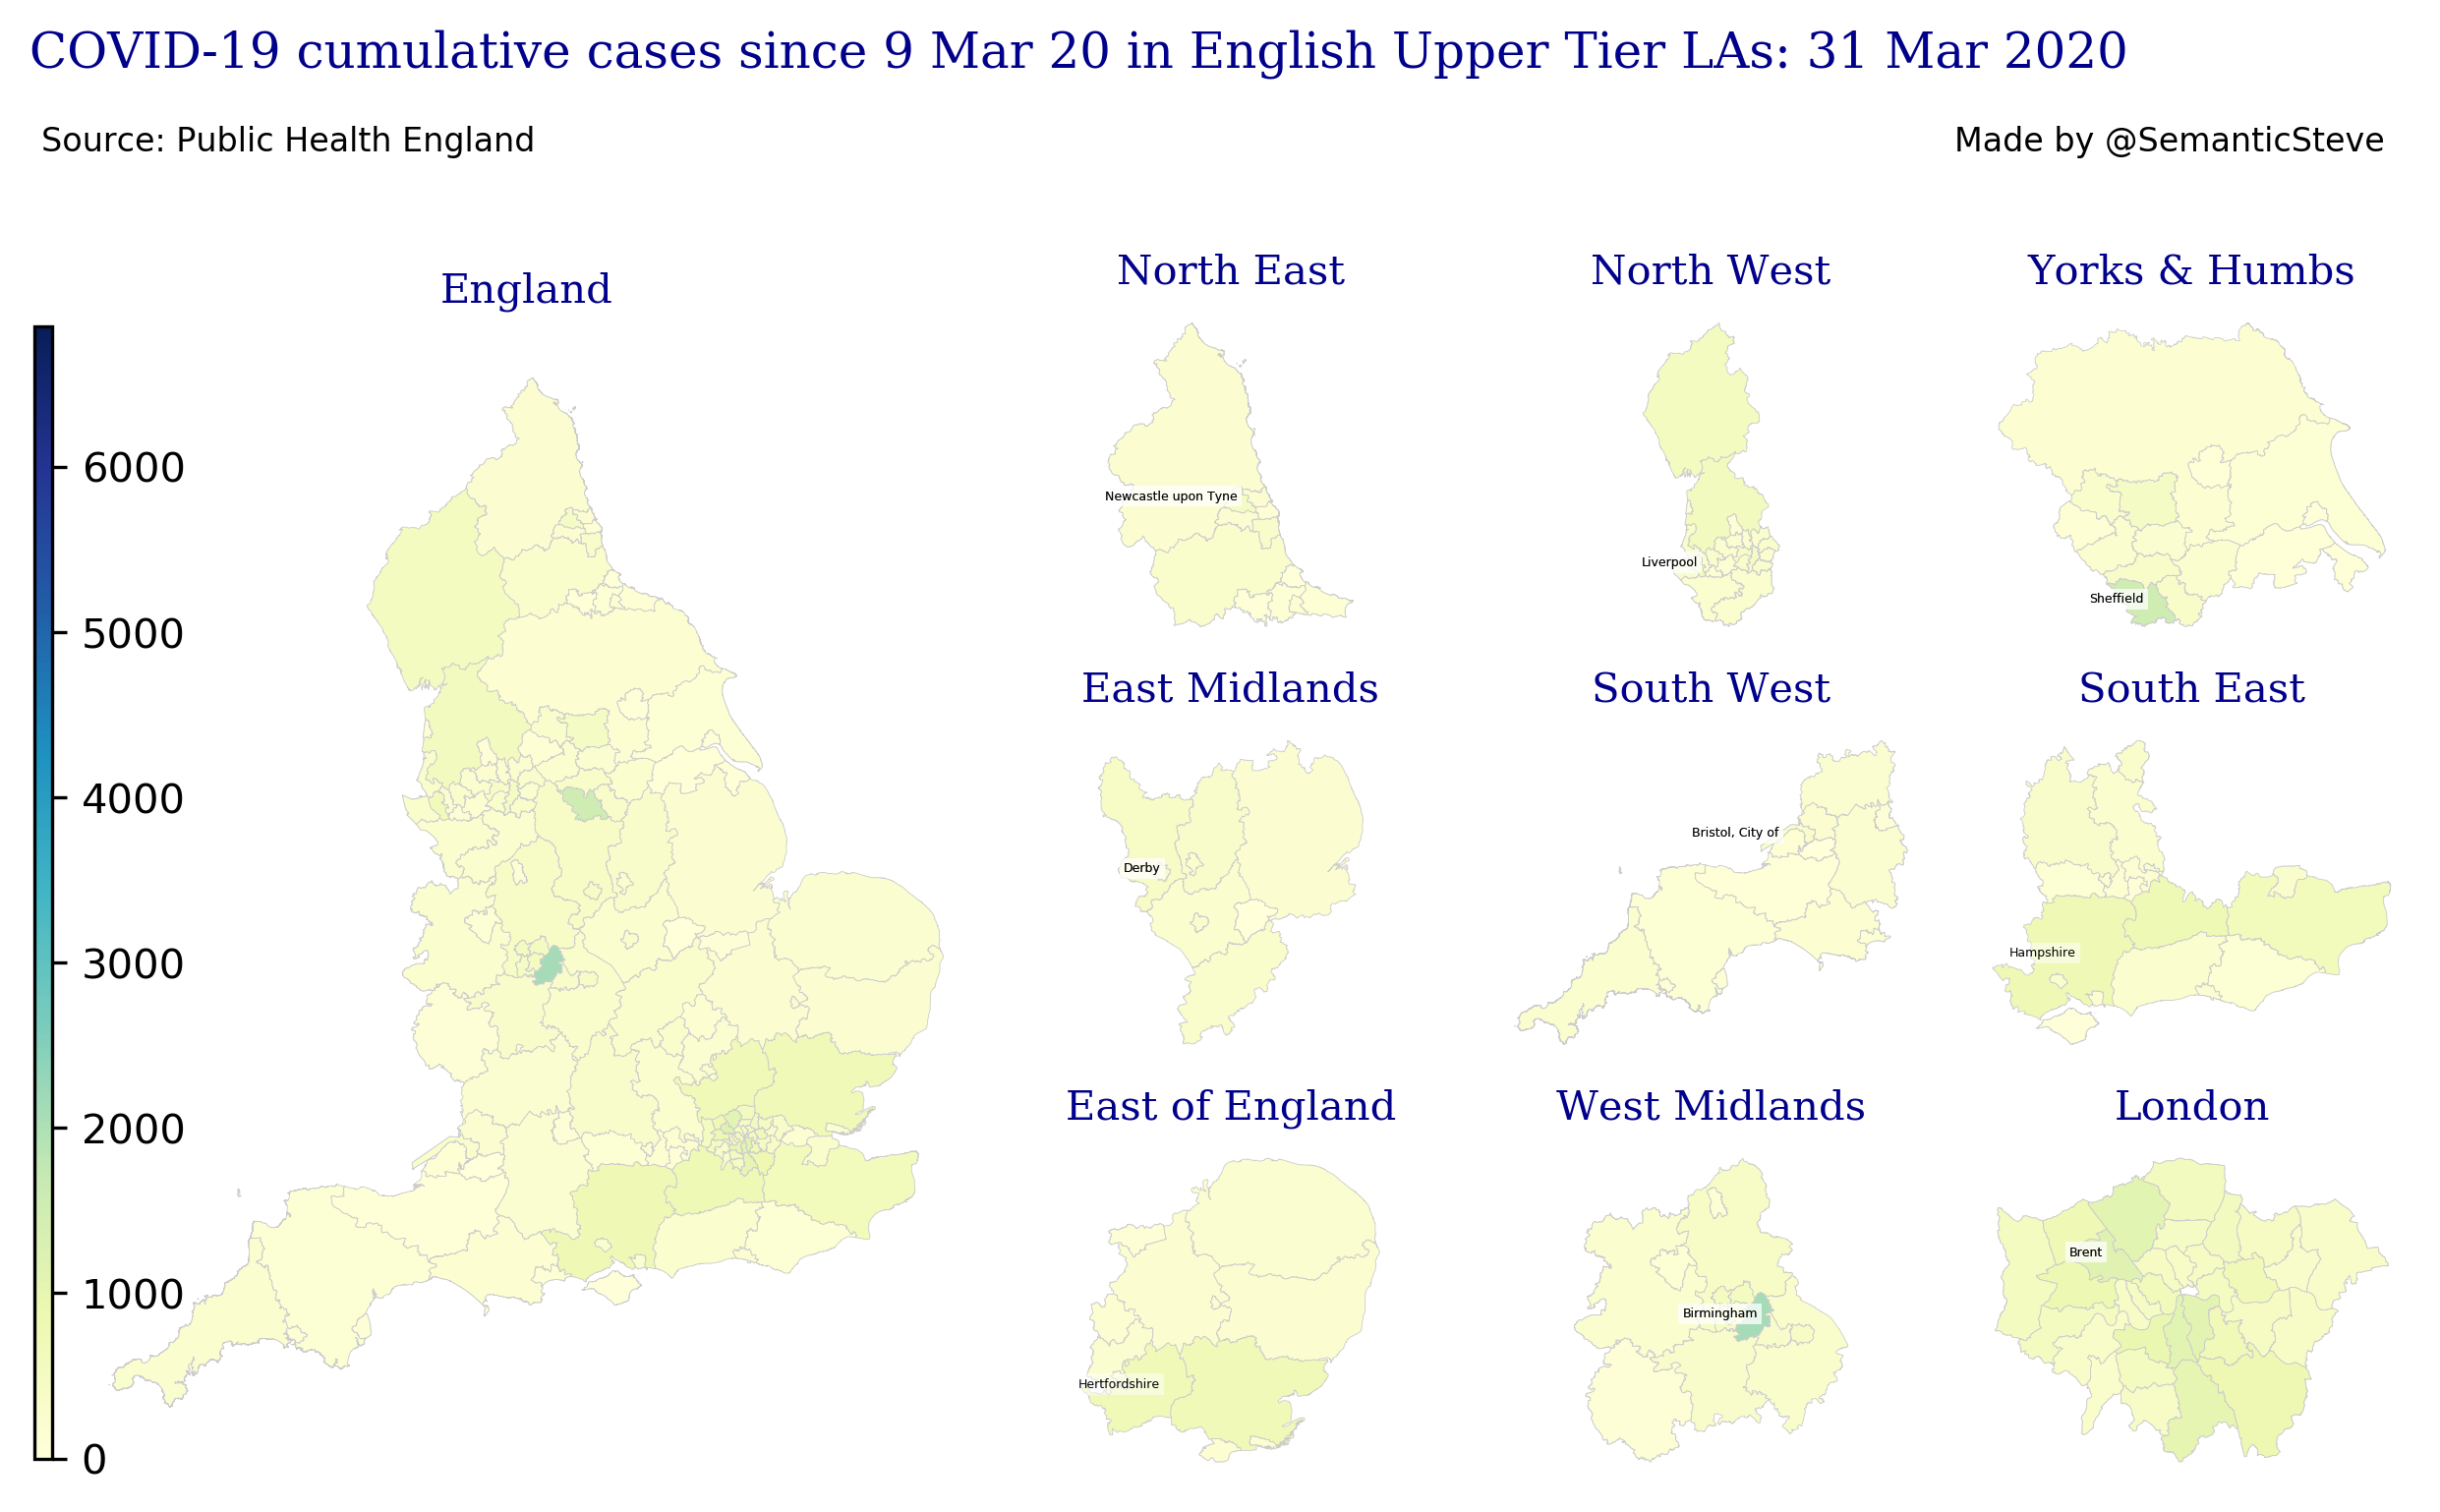 COVID-19 cumulative cases since 9 Mar 20 in English Upper Tier LAs: 31 Mar 2020
Source: Public Health England
Made by @SemanticSteve
England
North East
North West
Yorks & Humbs
6000
5000
4000
3000
2000
1000
0
Newcastle upon Tyne
Liverpool
Sheffield
East Midlands
South West
South East
Derby
Bristol, City of
Hampshire
East of England
West Midlands
London
Hertfordshire
Birmingham
Brent